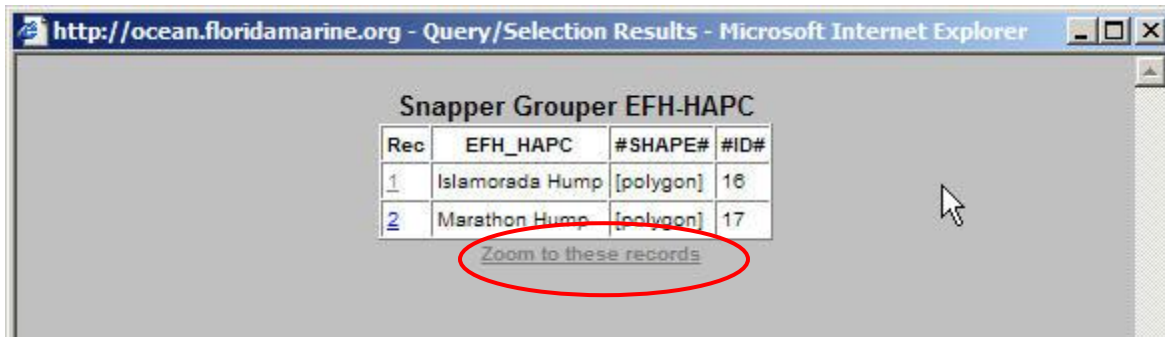 http://ocean.floridamarine.org - Query/Selection Results - Microsoft Internet Explorer
Snapper Grouper EFH-HAPC
Rec EFH_HAPC #SHAPE# #ID#
1 Islamorada Hump [polygon] 16
2 Marathon Hump [polygon] 17
Zoom to these records